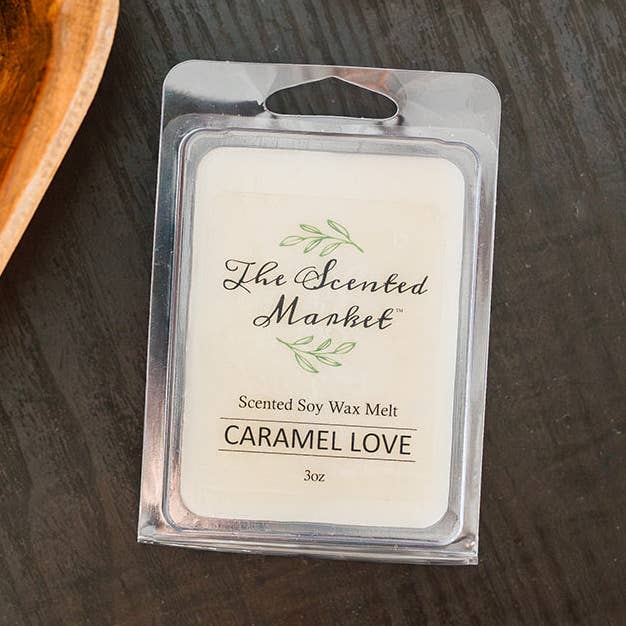 The Scented
Market™
Scented Soy Wax Melt
CARAMEL LOVE
3oz